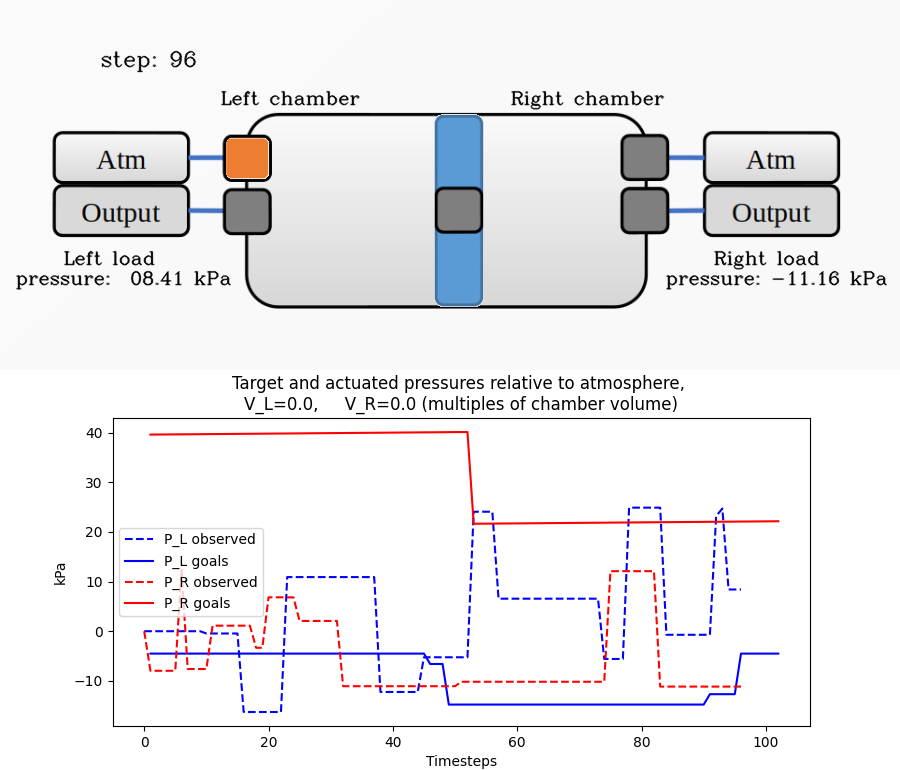 step: 96
Left chamber
Right chamber
Atm
Atm
Output
Output
Left load
pressure: 08.41 kPa
Right load
pressure: −11.16 kPa
Target and actuated pressures relative to atmosphere,
V_L=0.0, V_R=0.0 (multiples of chamber volume)
40
30
20
10
0
−10
kPa
P_L observed
P_L goals
P_R observed
P_R goals
0
20
40
60
80
100
Timesteps